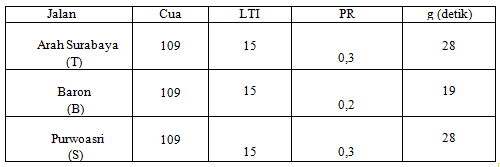 Jalan Cua LTI PR g (detik)
Arah Surabaya (T) 109 15 0,3 28
Baron (B) 109 15 0,2 19
Purwoasri (S) 109 15 0,3 28